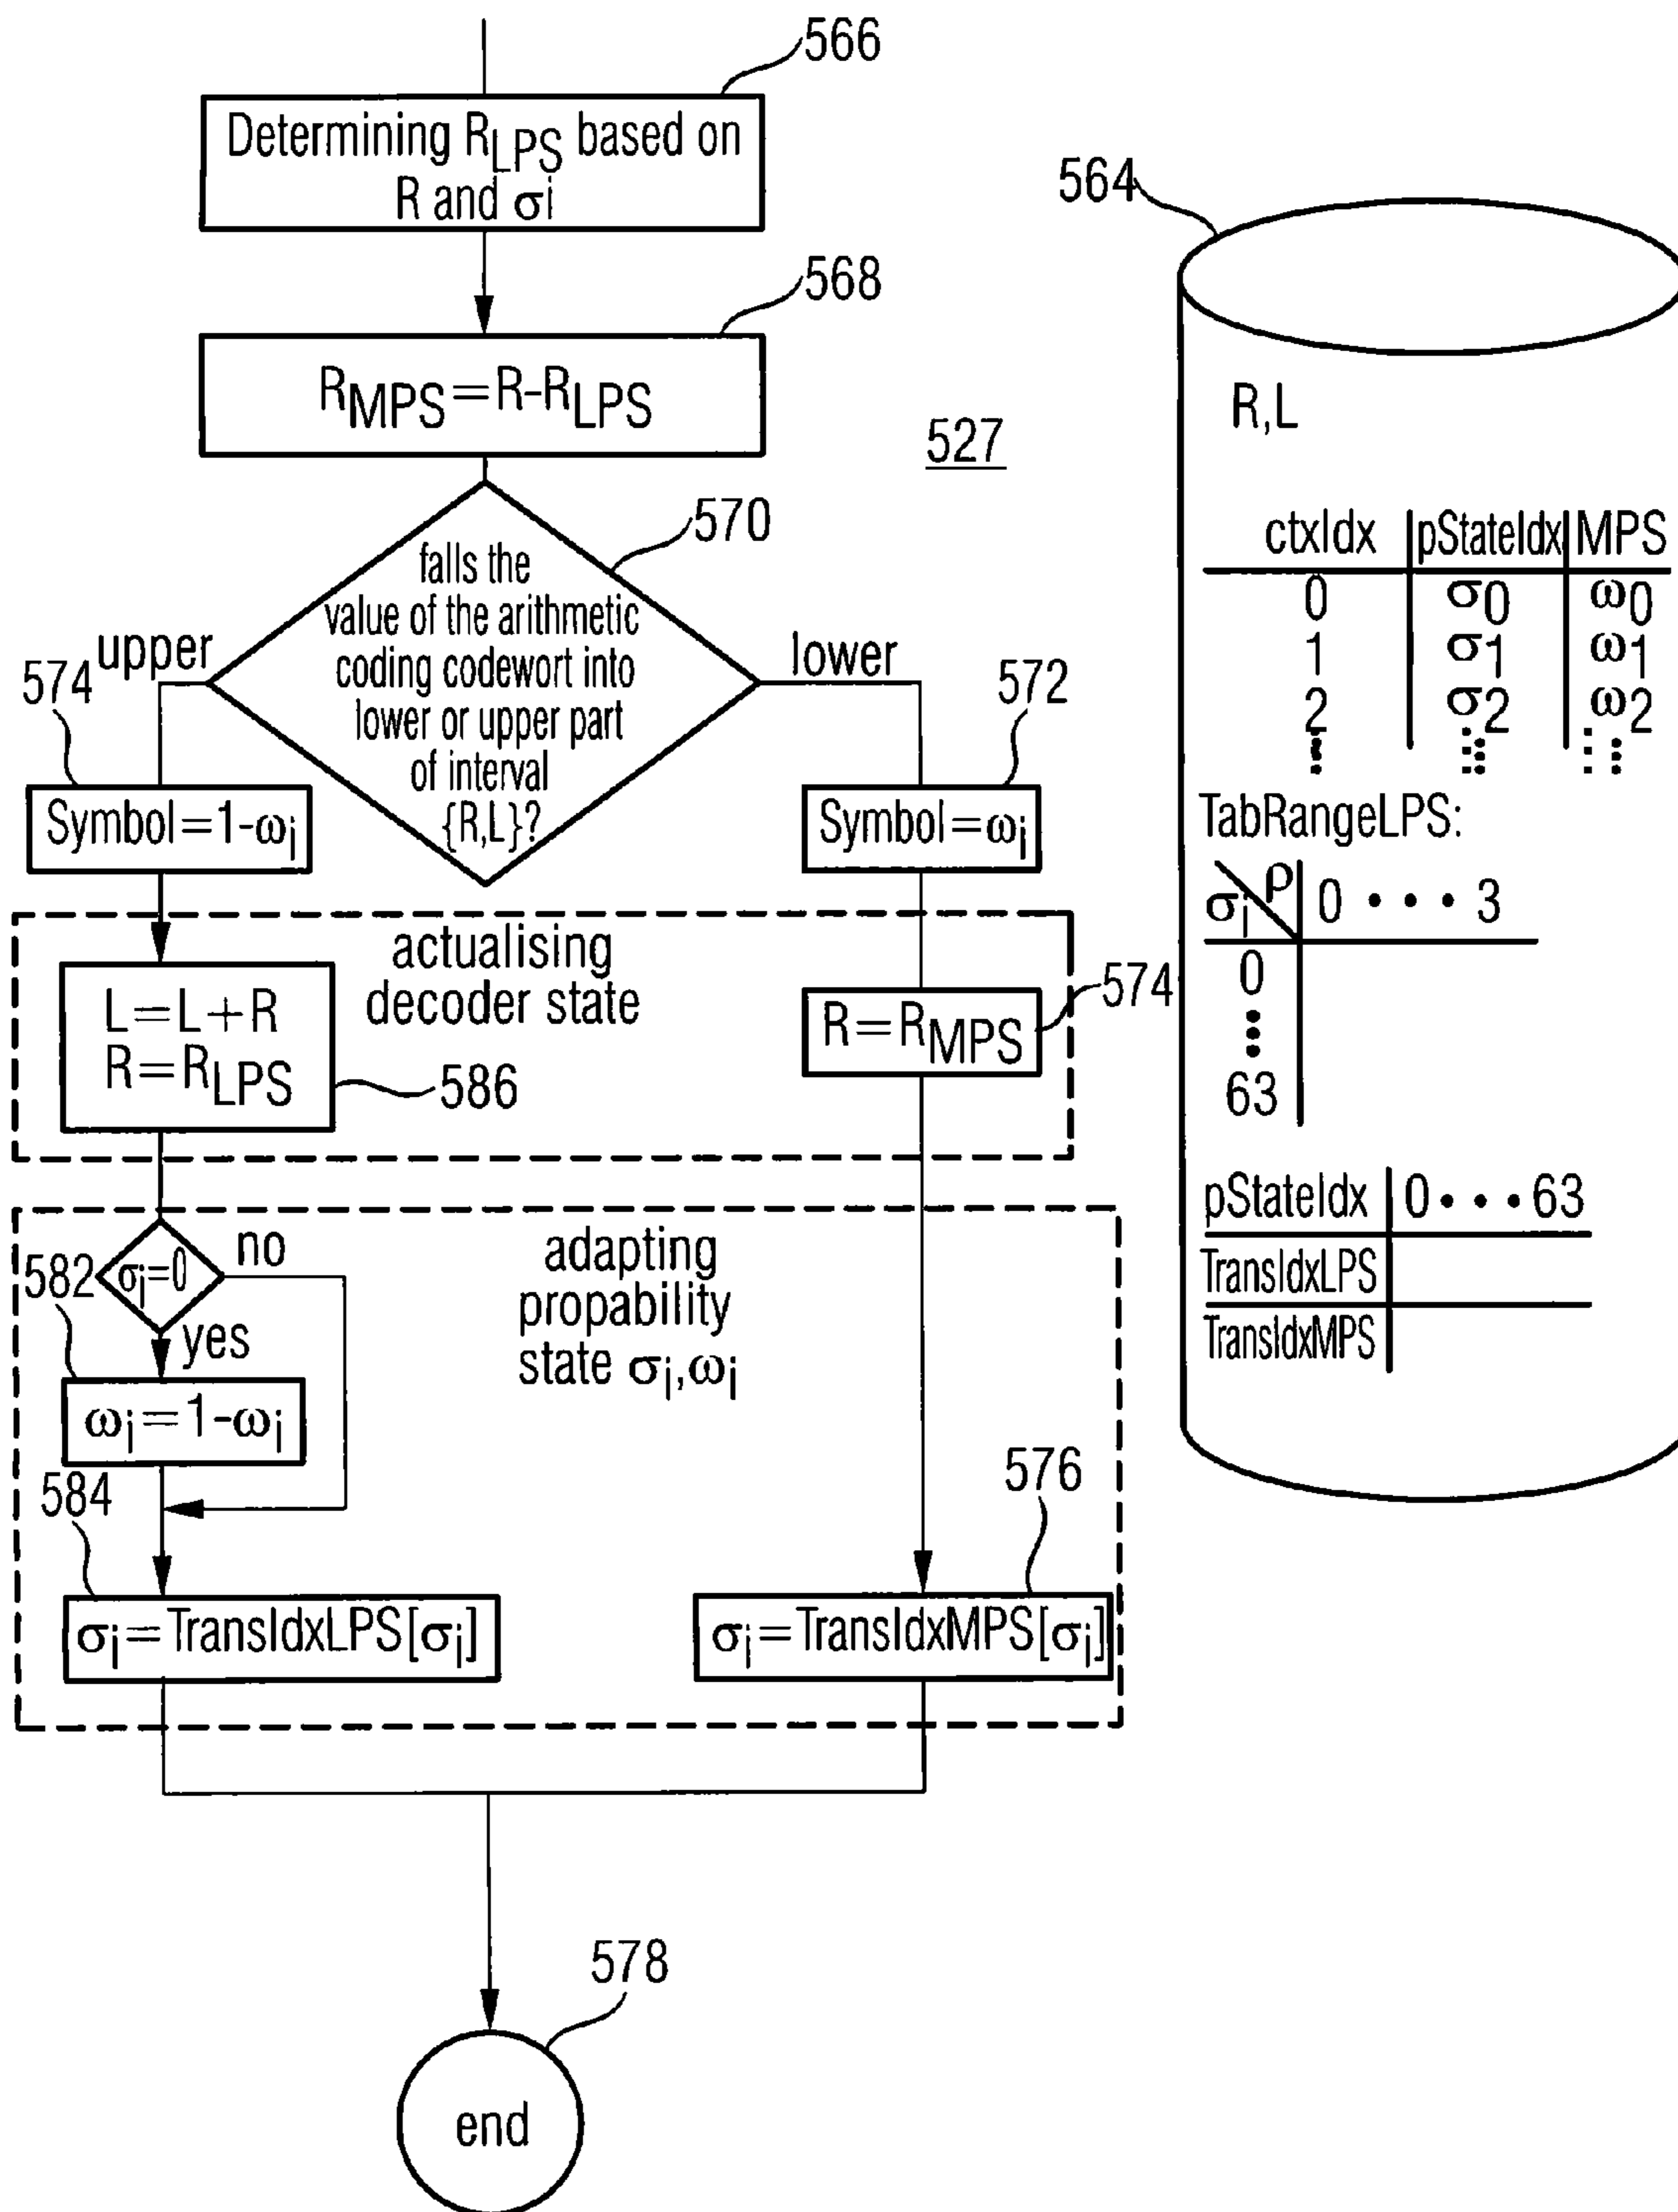 566
Determining RLPS based on
R and σi
568
RMPS=R-RLPS
527
570
falls the
value of the arithmetic
coding codewort into
lower or upper part
of interval
{R,L}?
upper
lower
574
572
Symbol=1-ωi
Symbol=ωi
actualising
decoder state
L=L+R
R=RLPS
586
R=RMPS
574
582
σi=0
no
yes
adapting
propability
state σi,ωi
ωi=1-ωi
584
576
σi=TransIdxLPS[σi]
σi=TransIdxMPS[σi]
578
end
564
R,L
ctxIdx pStateIdx MPS
0 σ0 ω0
1 σ1 ω1
2 σ2 ω2
TabRangeLPS:
σi ρ 0 • • • 3
0
63
pStateIdx 0 • • • 63
TransIdxLPS
TransIdxMPS